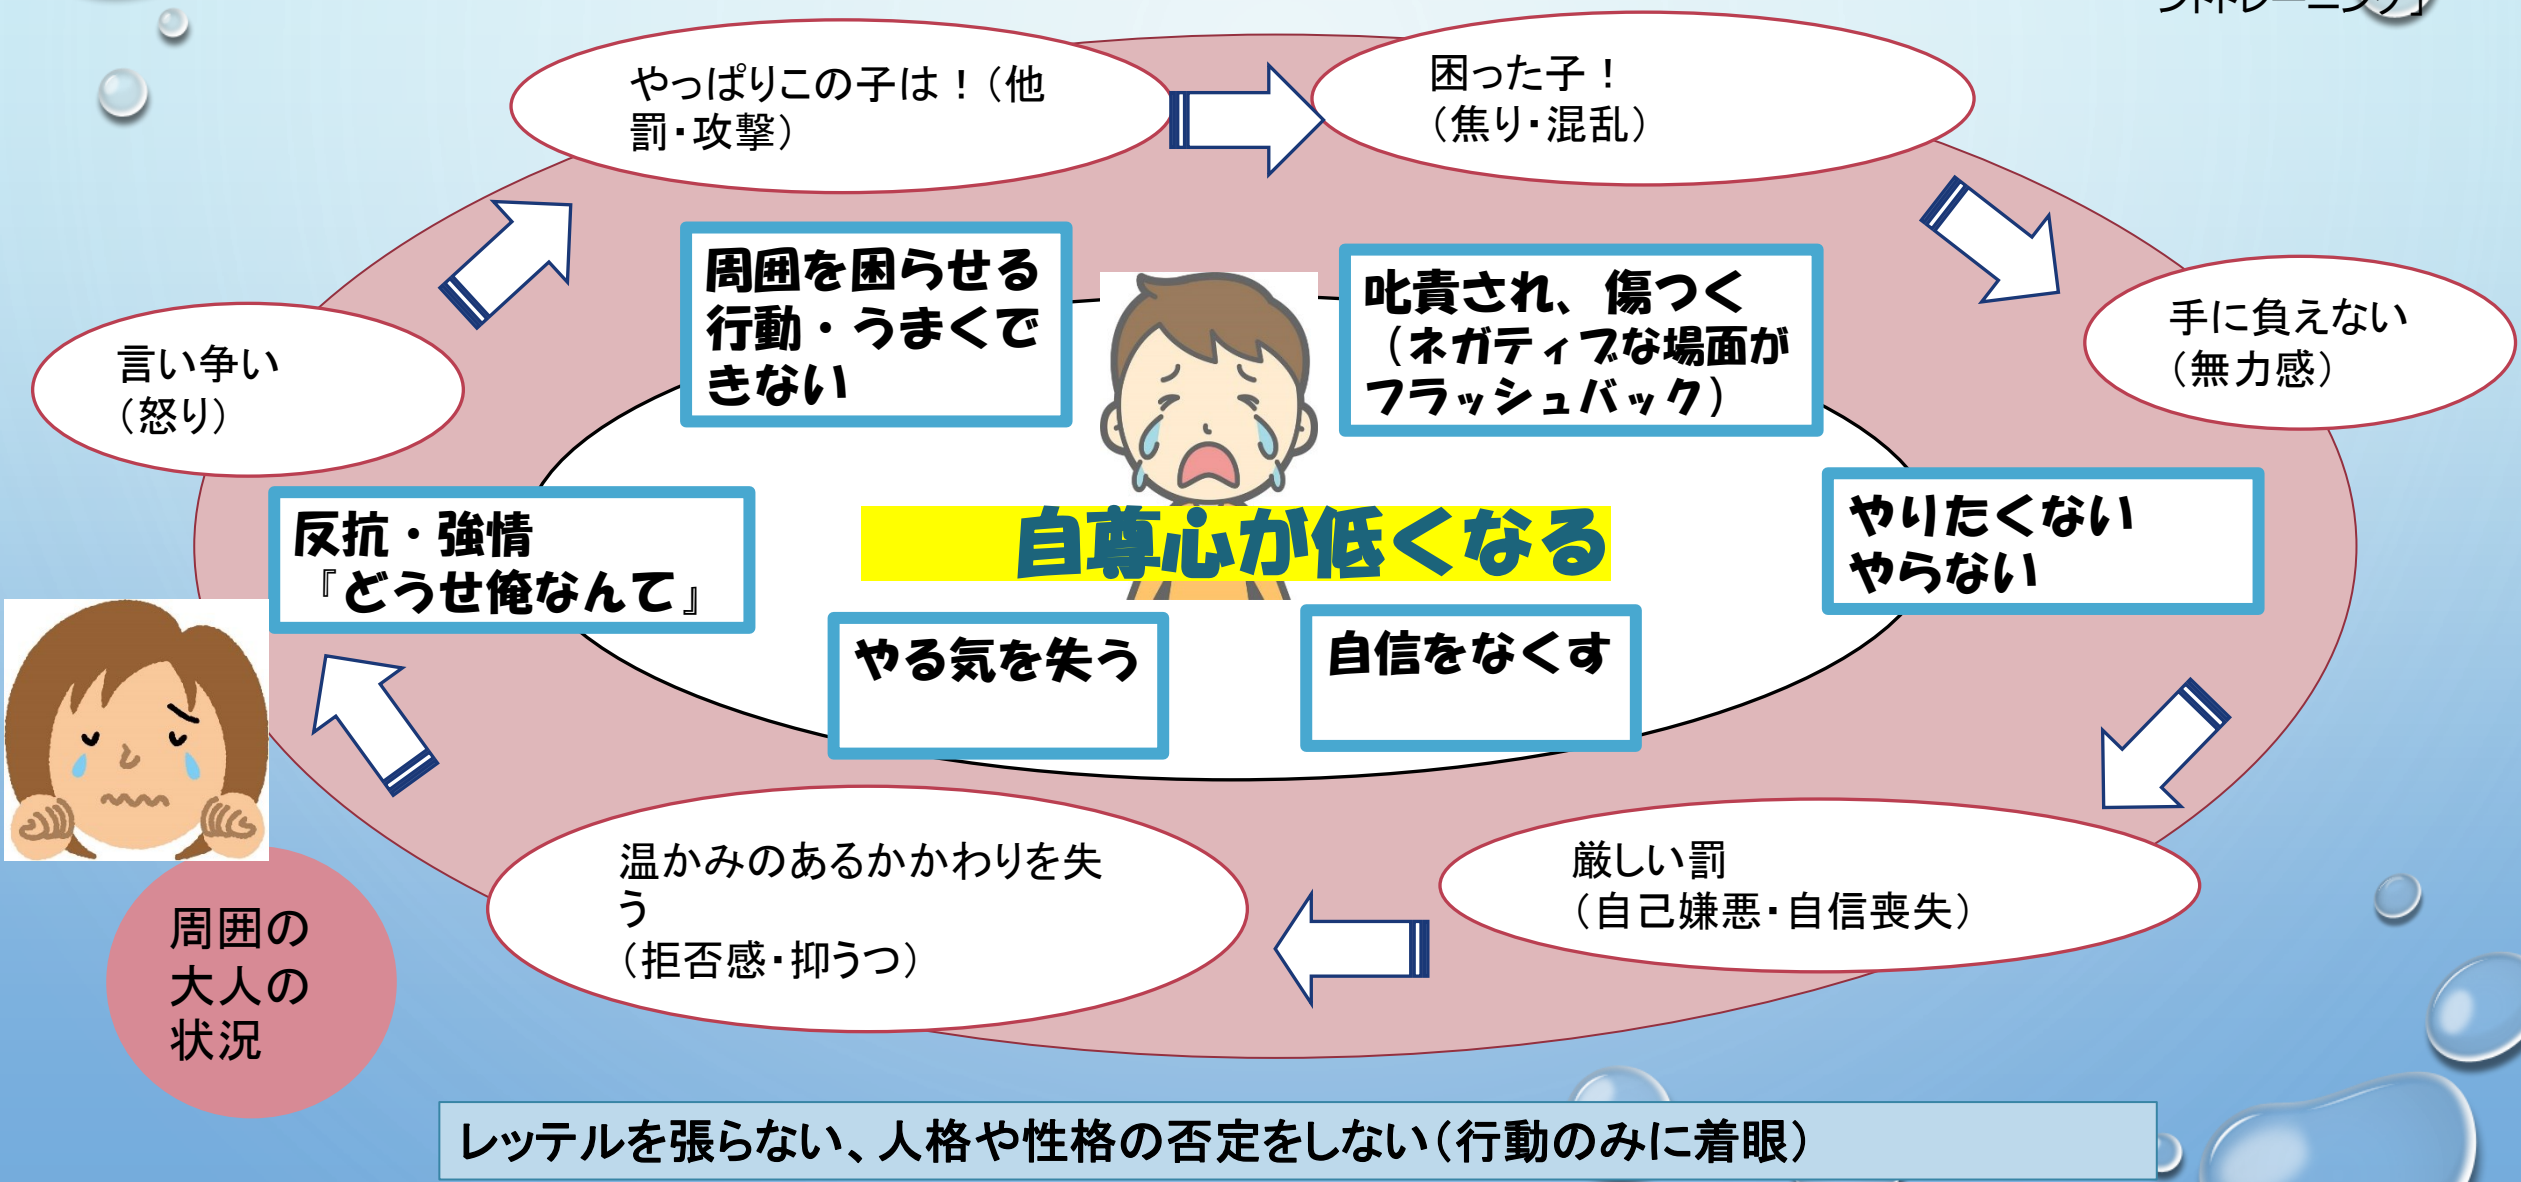 やっぱりこの子は！（他
罰・攻撃）
困った子！
（焦り・混乱）
手に負えない
（無力感）
厳しい罰
（自己嫌悪・自信喪失）
温かみのあるかかわりを失
う
（拒否感・抑うつ）
言い争い
（怒り）
周囲を困らせる
行動・うまくで
きない
叱責され、傷つく
（ネガティブな場面が
フラッシュバック）
やりたくない
やらない
自信をなくす
やる気を失う
反抗・強情
『どうせ俺なんて』
自尊心が低くなる
周囲の
大人の
状況
レッテルを張らない、人格や性格の否定をしない（行動のみに着眼）